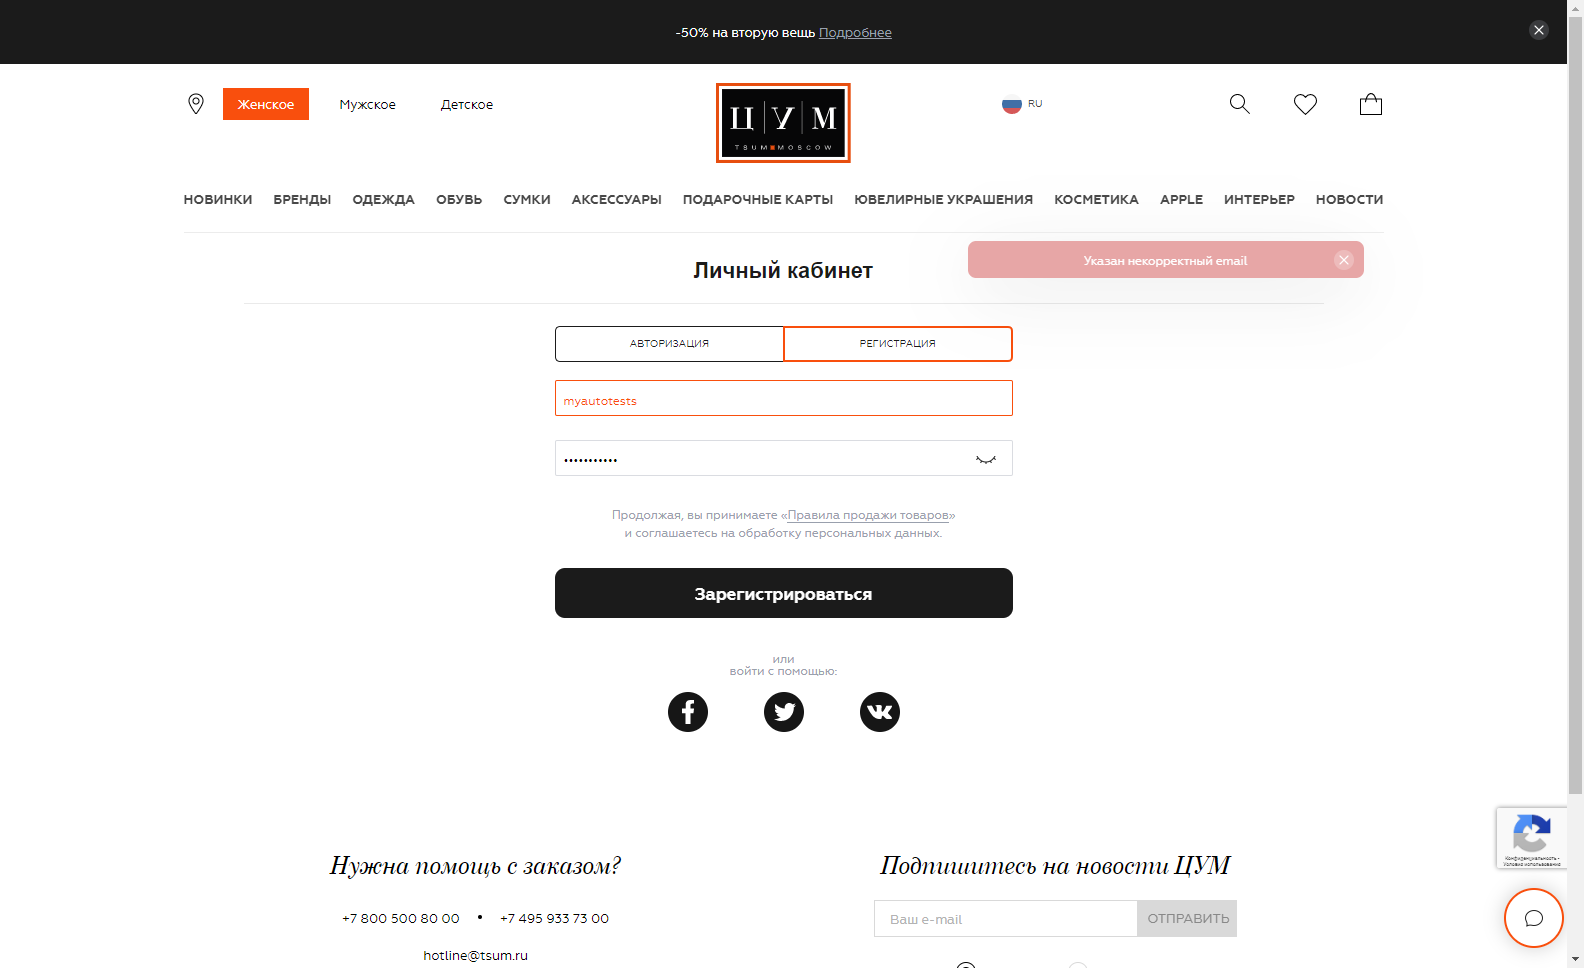 -50% на вторую вещь Подробнее
Женское Мужское Детское
Ц У М
TSUM MOSCOW
RU
НОВИНКИ БРЕНДЫ ОДЕЖДА ОБУВЬ СУМКИ АКСЕССУАРЫ ПОДАРОЧНЫЕ КАРТЫ ЮВЕЛИРНЫЕ УКРАШЕНИЯ КОСМЕТИКА APPLE ИНТЕРЬЕР НОВОСТИ
Указан некорректный email
Личный кабинет
АВТОРИЗАЦИЯ РЕГИСТРАЦИЯ
myautotests
•••••••••••
Продолжая, вы принимаете «Правила продажи товаров»
и соглашаетесь на обработку персональных данных.
Зарегистрироваться
или
войти с помощью:
Конфиденциальность -
Условия использования
Нужна помощь с заказом? Подпишитесь на новости ЦУМ
+7 800 500 80 00 • +7 495 933 73 00
Ваш e-mail ОТПРАВИТЬ
hotline@tsum.ru